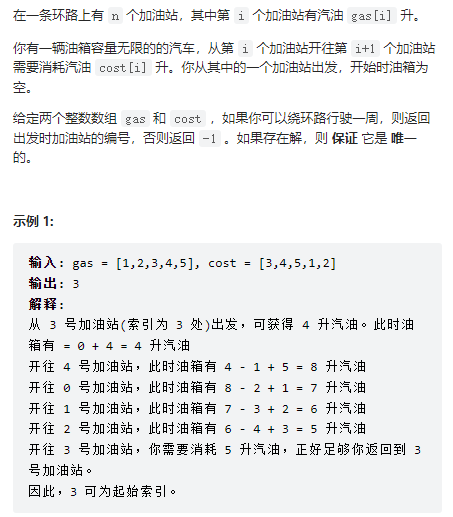 在一条环路上有 n 个加油站，其中第 i 个加油站有汽油 gas[i] 升。
你有一辆油箱容量无限的的汽车，从第 i 个加油站开往第 i+1 个加油站
需要消耗汽油 cost[i] 升。你从其中的一个加油站出发，开始时油箱为
空。
给定两个整数数组 gas 和 cost ，如果你可以绕环路行驶一周，则返回
出发时加油站的编号，否则返回 -1 。如果存在解，则 保证 它是 唯一
的。
示例 1:
输入: gas = [1,2,3,4,5], cost = [3,4,5,1,2]
输出: 3
解释:
从 3 号加油站(索引为 3 处)出发，可获得 4 升汽油。此时油
箱有 = 0 + 4 = 4 升汽油
开往 4 号加油站，此时油箱有 4 - 1 + 5 = 8 升汽油
开往 0 号加油站，此时油箱有 8 - 2 + 1 = 7 升汽油
开往 1 号加油站，此时油箱有 7 - 3 + 2 = 6 升汽油
开往 2 号加油站，此时油箱有 6 - 4 + 3 = 5 升汽油
开往 3 号加油站，你需要消耗 5 升汽油，正好足够你返回到 3
号加油站。
因此，3 可为起始索引。